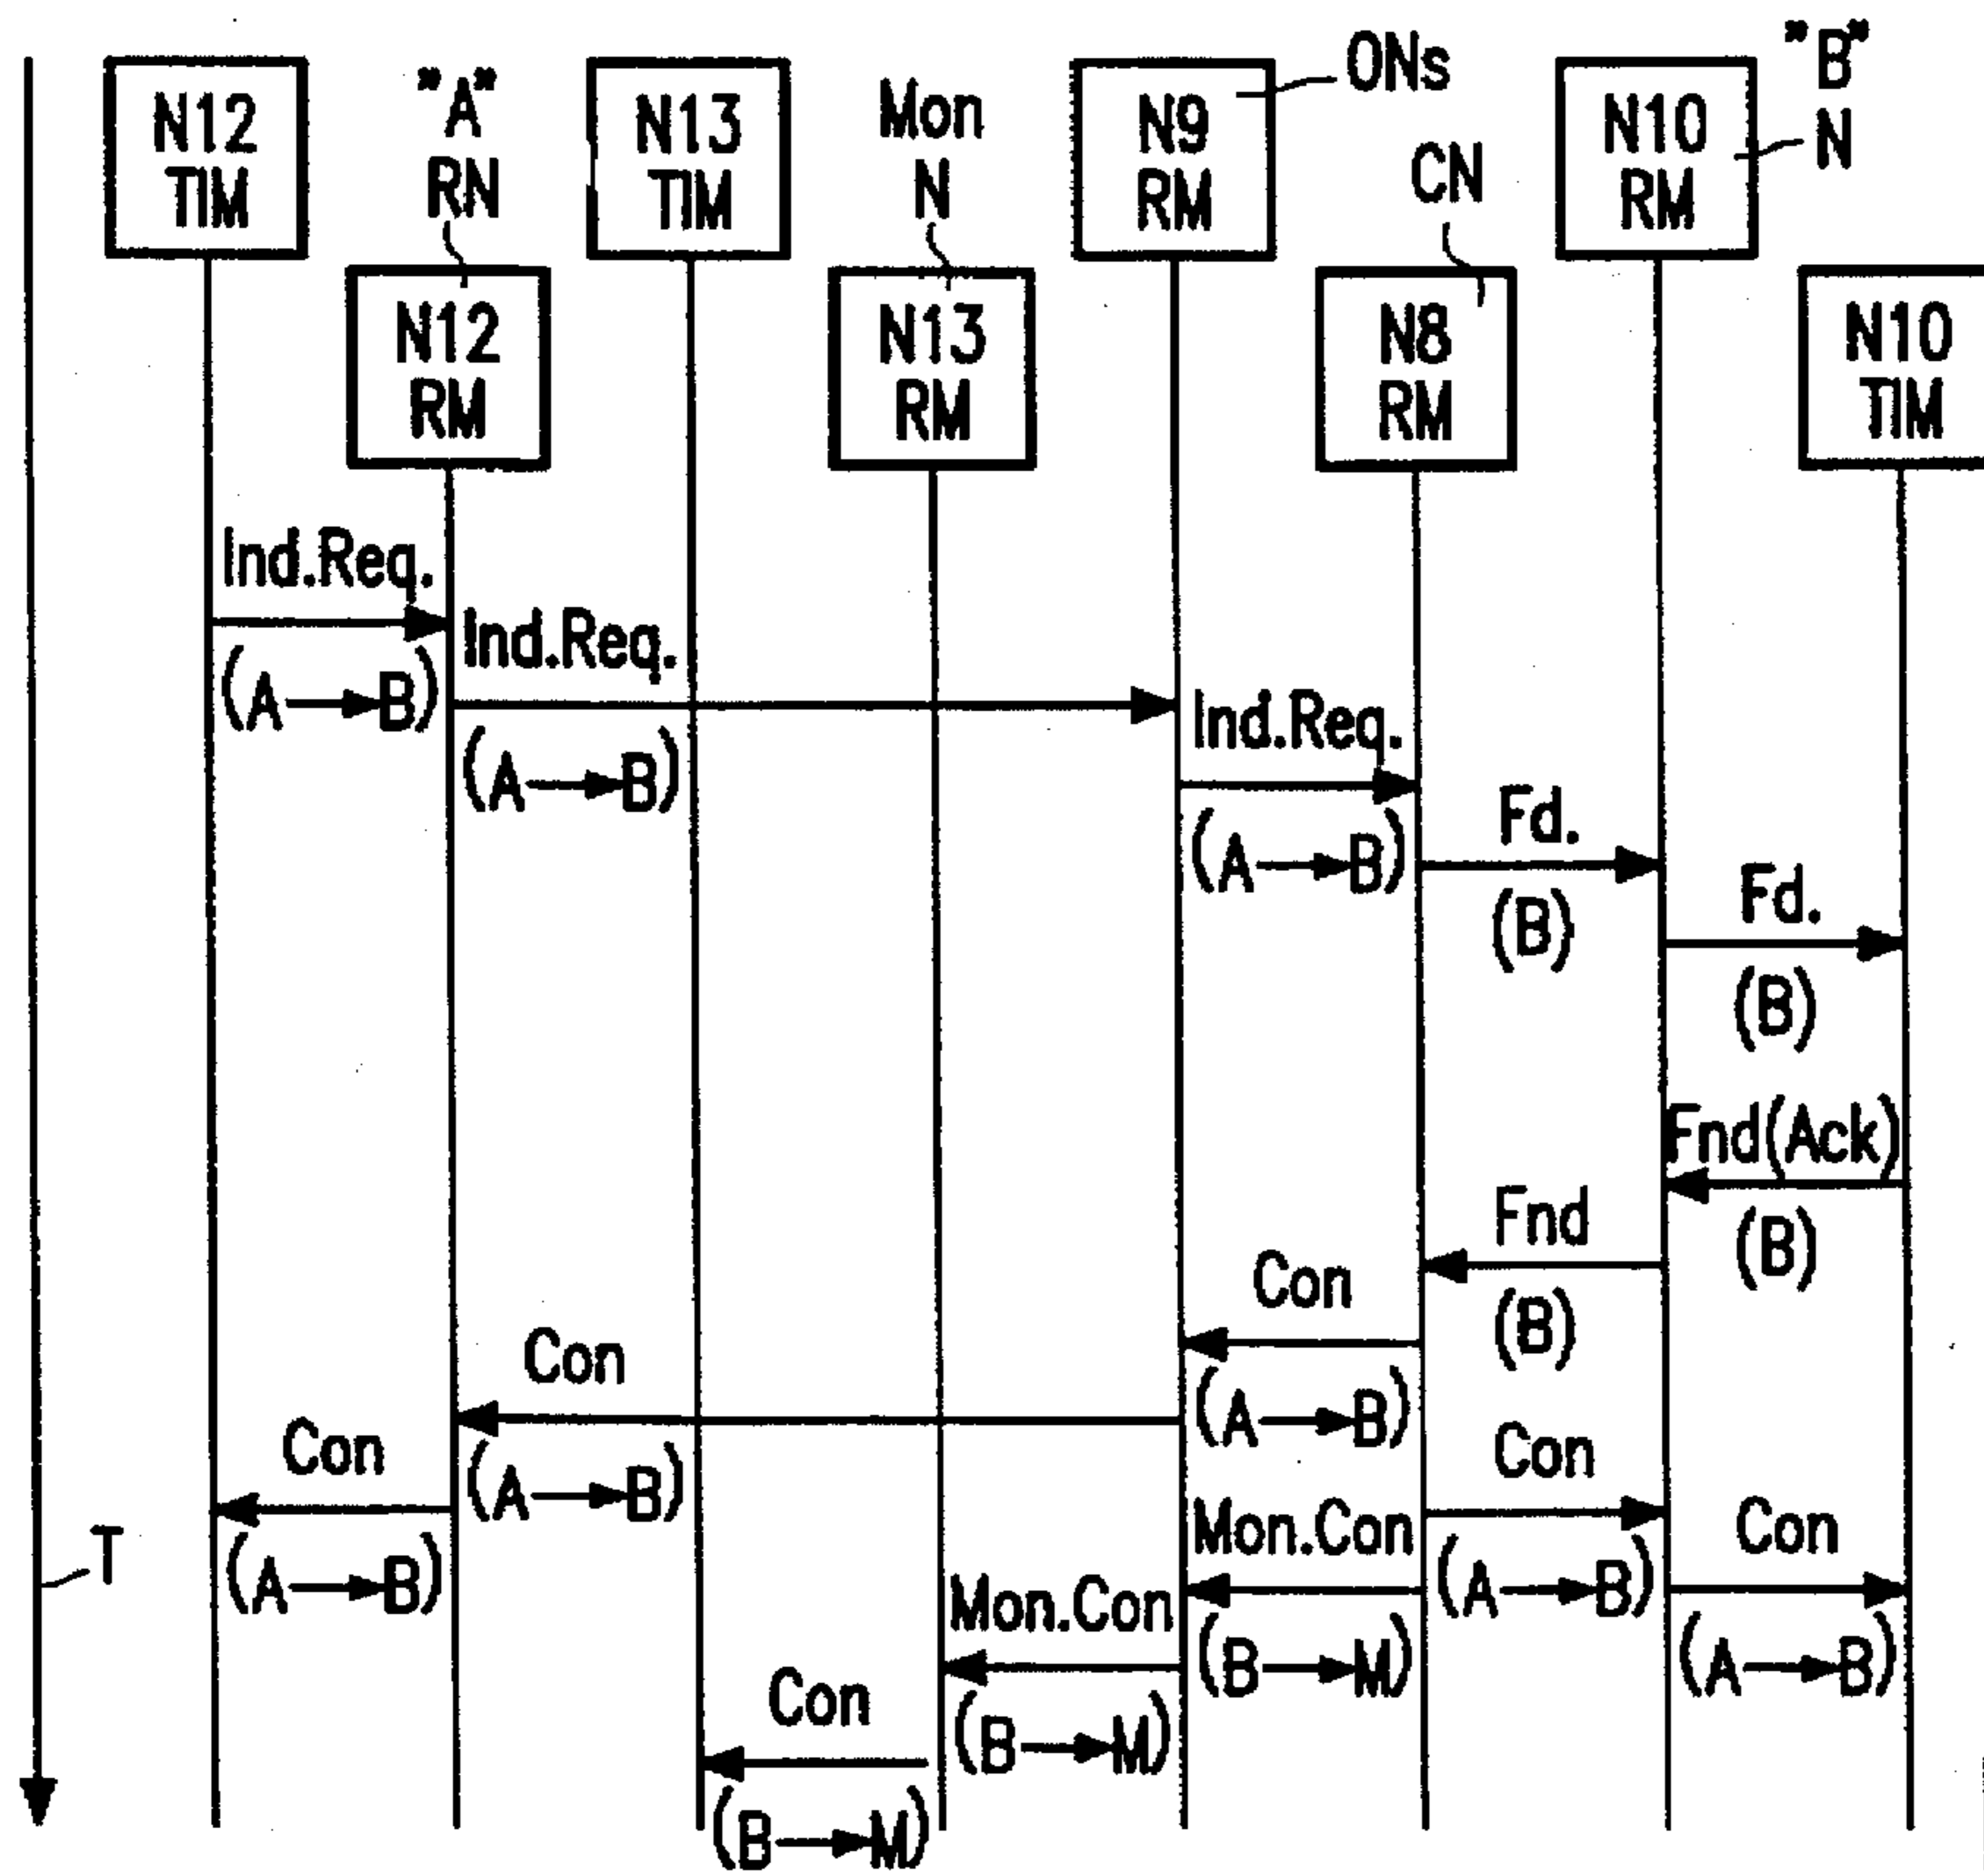 N12
TIM
"A"
RN
N13
TIM
Mon
N
N9
RM
ONs
CN
N10
RM
"B"
N
N12
RM
N13
RM
N8
RM
N10
TIM
Ind.Req.
(A→B)
Ind.Req.
(A→B)
Ind.Req.
(A→B)
Fd.
(B)
Fd.
(B)
Fnd(Ack)
(B)
Fnd
(B)
Con
(A→B)
Con
(A→B)
Con
(A→B)
Con
(A→B)
Con
(A→B)
Mon.Con
(B→M)
Mon.Con
(B→M)
Con
(B→M)
T